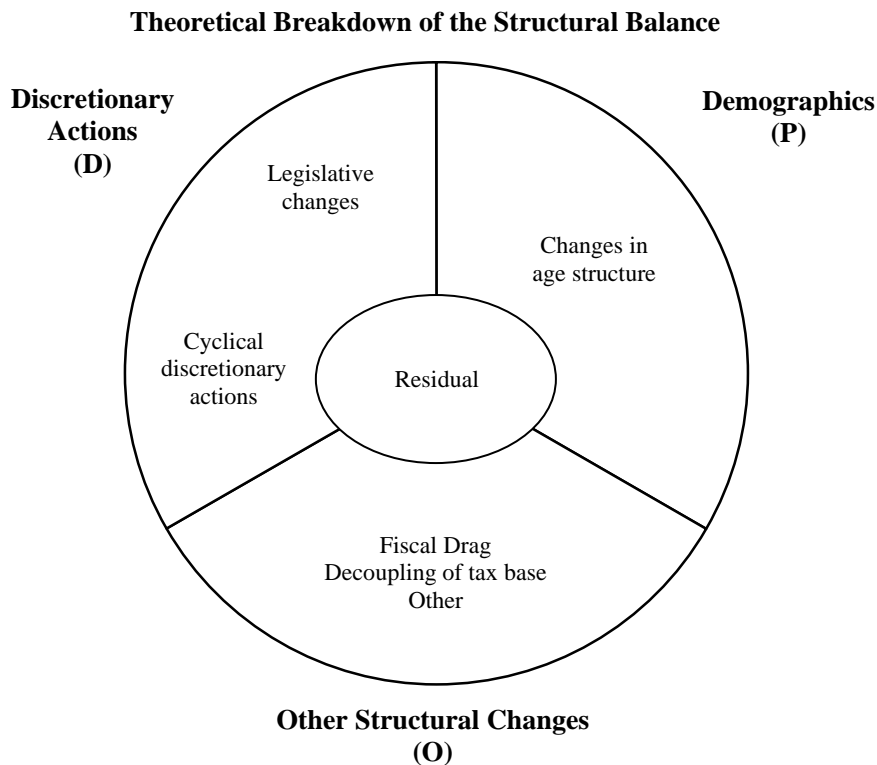 Theoretical Breakdown of the Structural Balance
Discretionary
Actions
(D)
Demographics
(P)
Legislative
changes
Changes in
age structure
Cyclical
discretionary
actions
Residual
Fiscal Drag
Decoupling of tax base
Other
Other Structural Changes
(O)